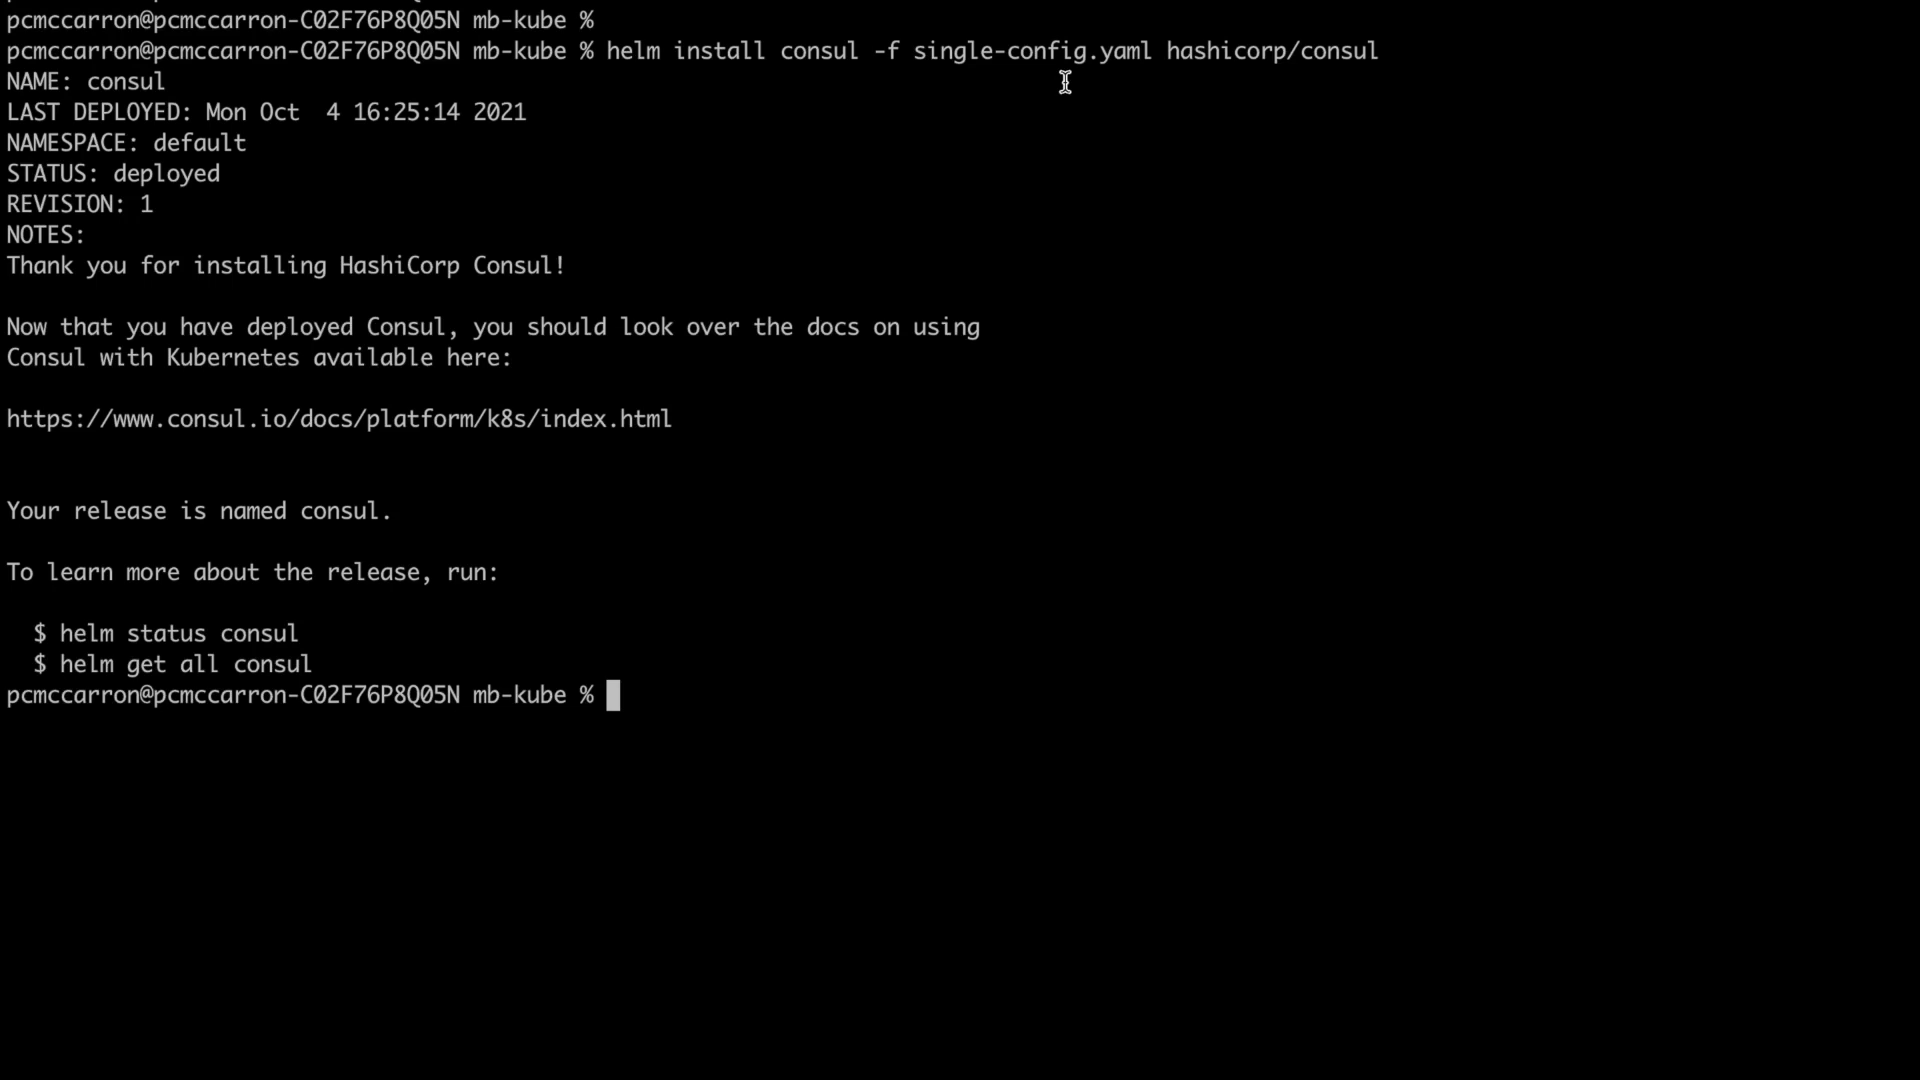 pcmccarron@pcmccarron-C02F76P8Q05N mb-kube %
pcmccarron@pcmccarron-C02F76P8Q05N mb-kube % helm install consul -f single-config.yaml hashicorp/consul
NAME: consul
LAST DEPLOYED: Mon Oct  4 16:25:14 2021
NAMESPACE: default
STATUS: deployed
REVISION: 1
NOTES:
Thank you for installing HashiCorp Consul!
Now that you have deployed Consul, you should look over the docs on using
Consul with Kubernetes available here:
https://www.consul.io/docs/platform/k8s/index.html
Your release is named consul.
To learn more about the release, run:
  $ helm status consul
  $ helm get all consul
pcmccarron@pcmccarron-C02F76P8Q05N mb-kube %